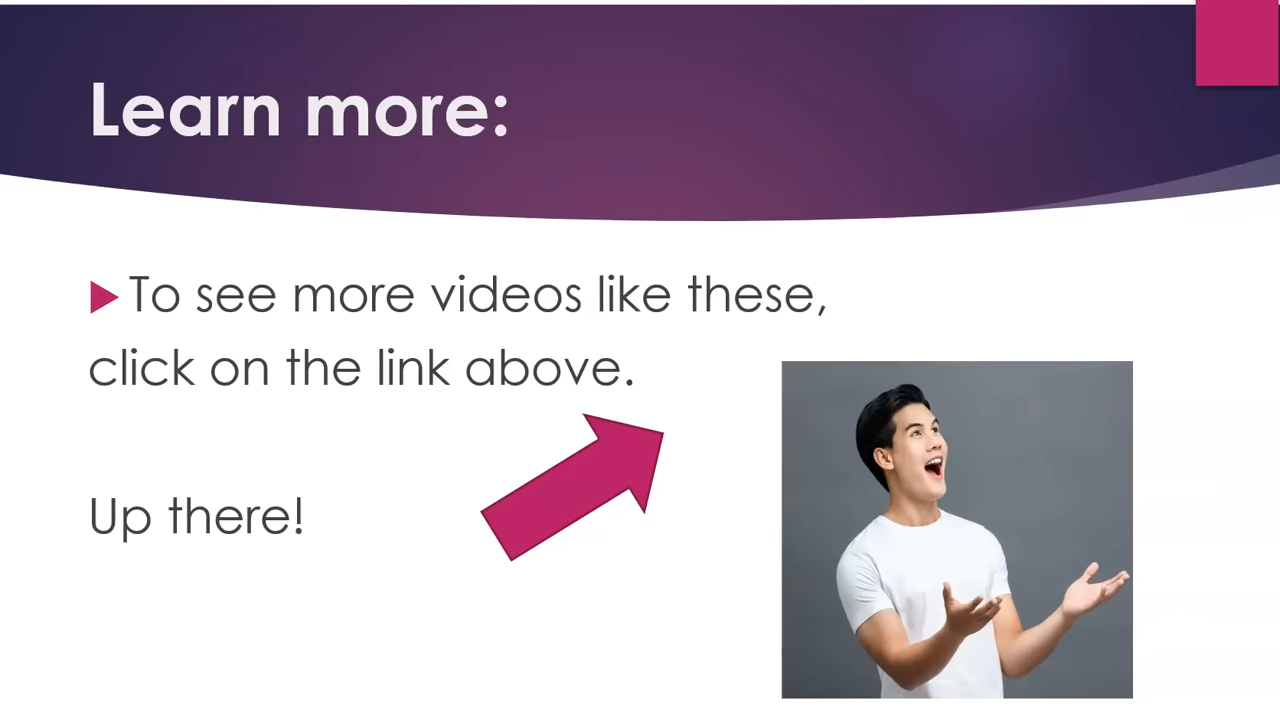 Learn more:
To see more videos like these,
click on the link above.
Up there!